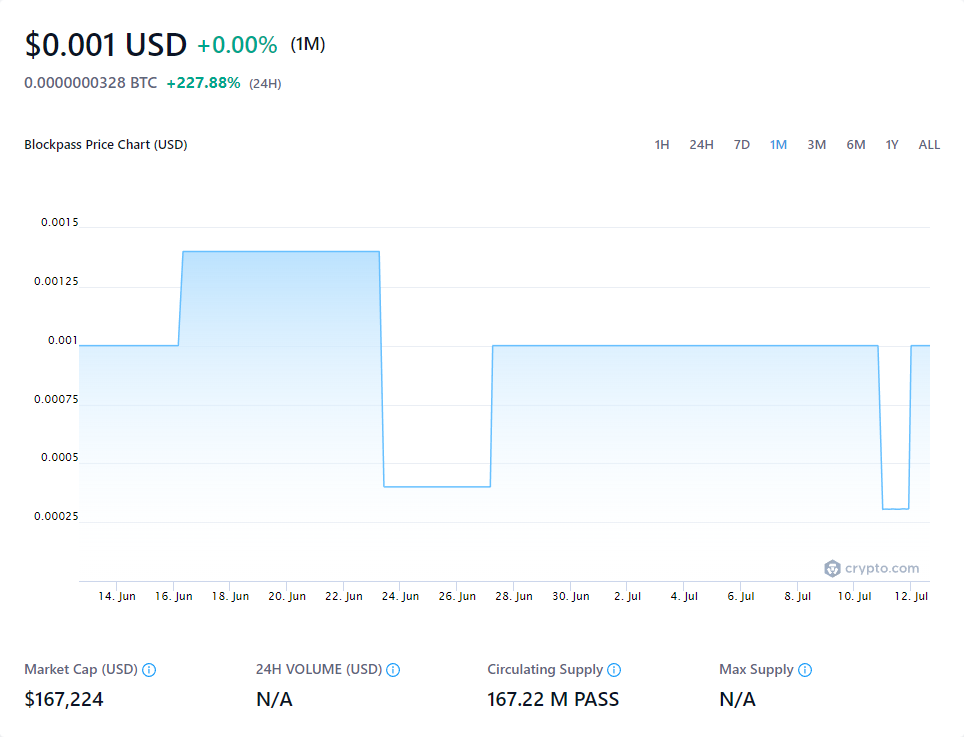 $0.001 USD +0.00% (1M)
0.0000000328 BTC +227.88% (24H)
Blockpass Price Chart (USD) 1H 24H 7D 1M 3M 6M 1Y ALL
0.0015
0.00125
0.001
0.00075
0.0005
0.00025
crypto.com
14. Jun 16. Jun 18. Jun 20. Jun 22. Jun 24. Jun 26. Jun 28. Jun 30. Jun 2. Jul 4. Jul 6. Jul 8. Jul 10. Jul 12. Jul
Market Cap (USD) 24H VOLUME (USD) Circulating Supply Max Supply
$167,224 N/A 167.22 M PASS N/A